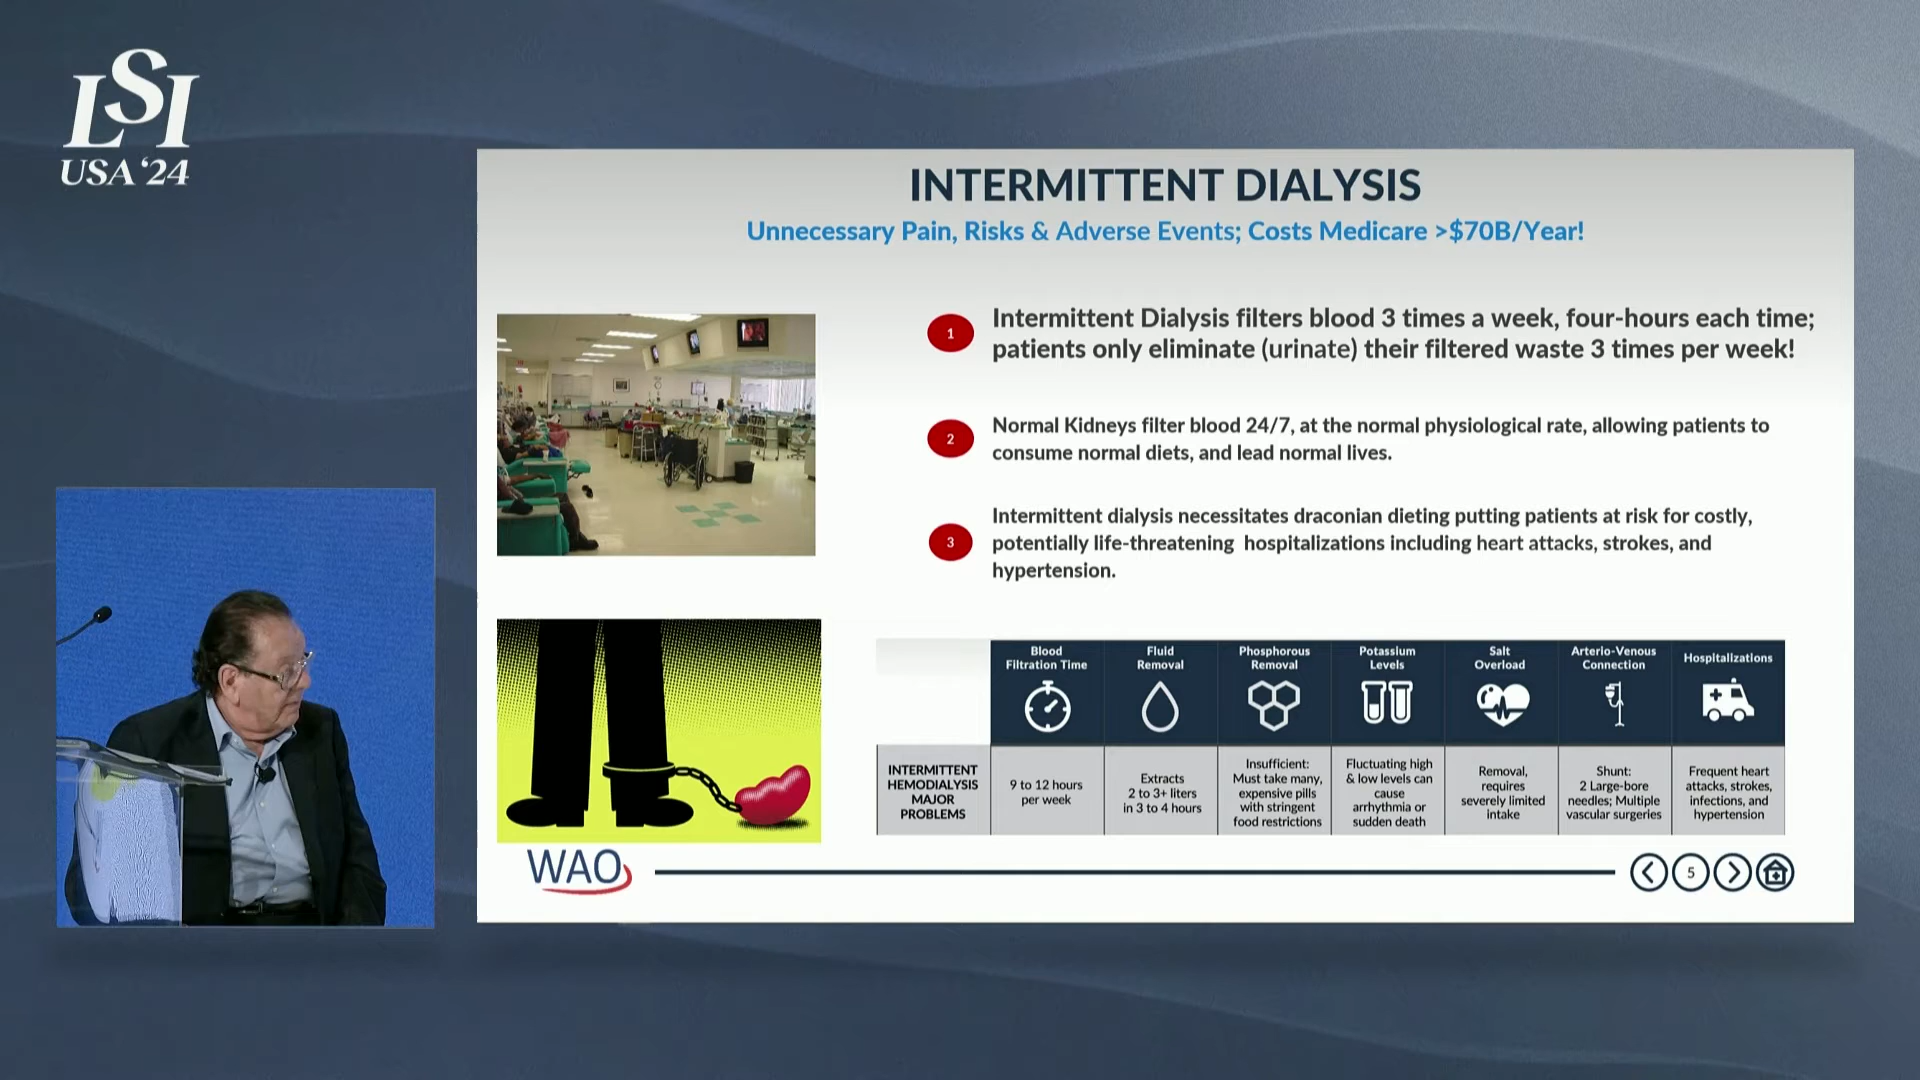 LSI
USA '24
INTERMITTENT DIALYSIS
Unnecessary Pain, Risks & Adverse Events; Costs Medicare >$70B/Year!
1
Intermittent Dialysis filters blood 3 times a week, four-hours each time;
patients only eliminate (urinate) their filtered waste 3 times per week!
2
Normal Kidneys filter blood 24/7, at the normal physiological rate, allowing patients to
consume normal diets, and lead normal lives.
3
Intermittent dialysis necessitates draconian dieting putting patients at risk for costly,
potentially life-threatening hospitalizations including heart attacks, strokes, and
hypertension.
Blood
Filtration Time
Fluid
Removal
Phosphorous
Removal
Potassium
Levels
Salt
Overload
Arterio-Venous
Connection
Hospitalizations
INTERMITTENT
HEMODIALYSIS
MAJOR
PROBLEMS
9 to 12 hours
per week
Extracts
2 to 3+ liters
in 3 to 4 hours
Insufficient:
Must take many,
expensive pills
with stringent
food restrictions
Fluctuating high
& low levels can
cause
arrhythmia or
sudden death
Removal,
requires
severely limited
intake
Shunt:
2 Large-bore
needles; Multiple
vascular surgeries
Frequent heart
attacks, strokes,
infections, and
hypertension
WAO
5